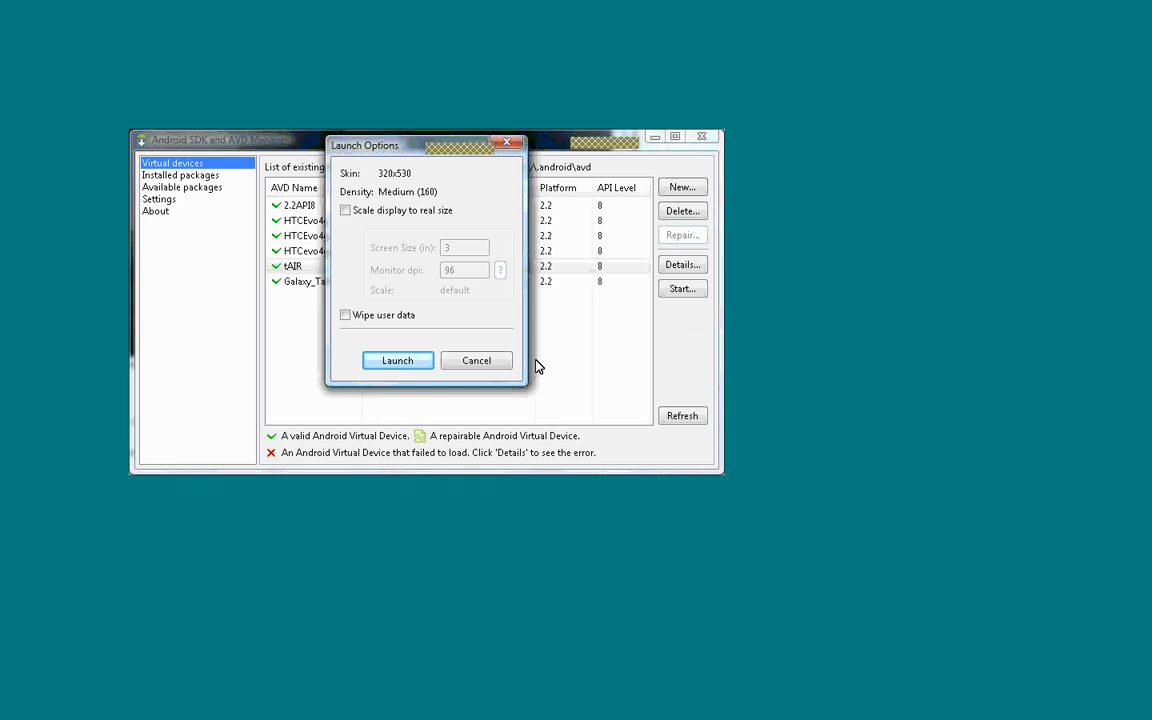 Android SDK and AVD Ma
Launch Options
Virtual devices
Installed packages
Available packages
Settings
About
List of existing
\.android\avd
AVD Name
Platform
API Level
2.2API8
2.2
8
HTCEvo4
2.2
8
HTCEvo4
2.2
8
HTCevo4
2.2
8
tAIR
2.2
8
Galaxy_Ta
2.2
8
Skin: 320x530
Density: Medium (160)
Scale display to real size
Screen Size (in): 3
Monitor dpi: 96 ?
Scale: default
Wipe user data
Launch Cancel
New...
Delete...
Repair...
Details...
Start...
Refresh
A valid Android Virtual Device. A repairable Android Virtual Device.
An Android Virtual Device that failed to load. Click 'Details' to see the error.